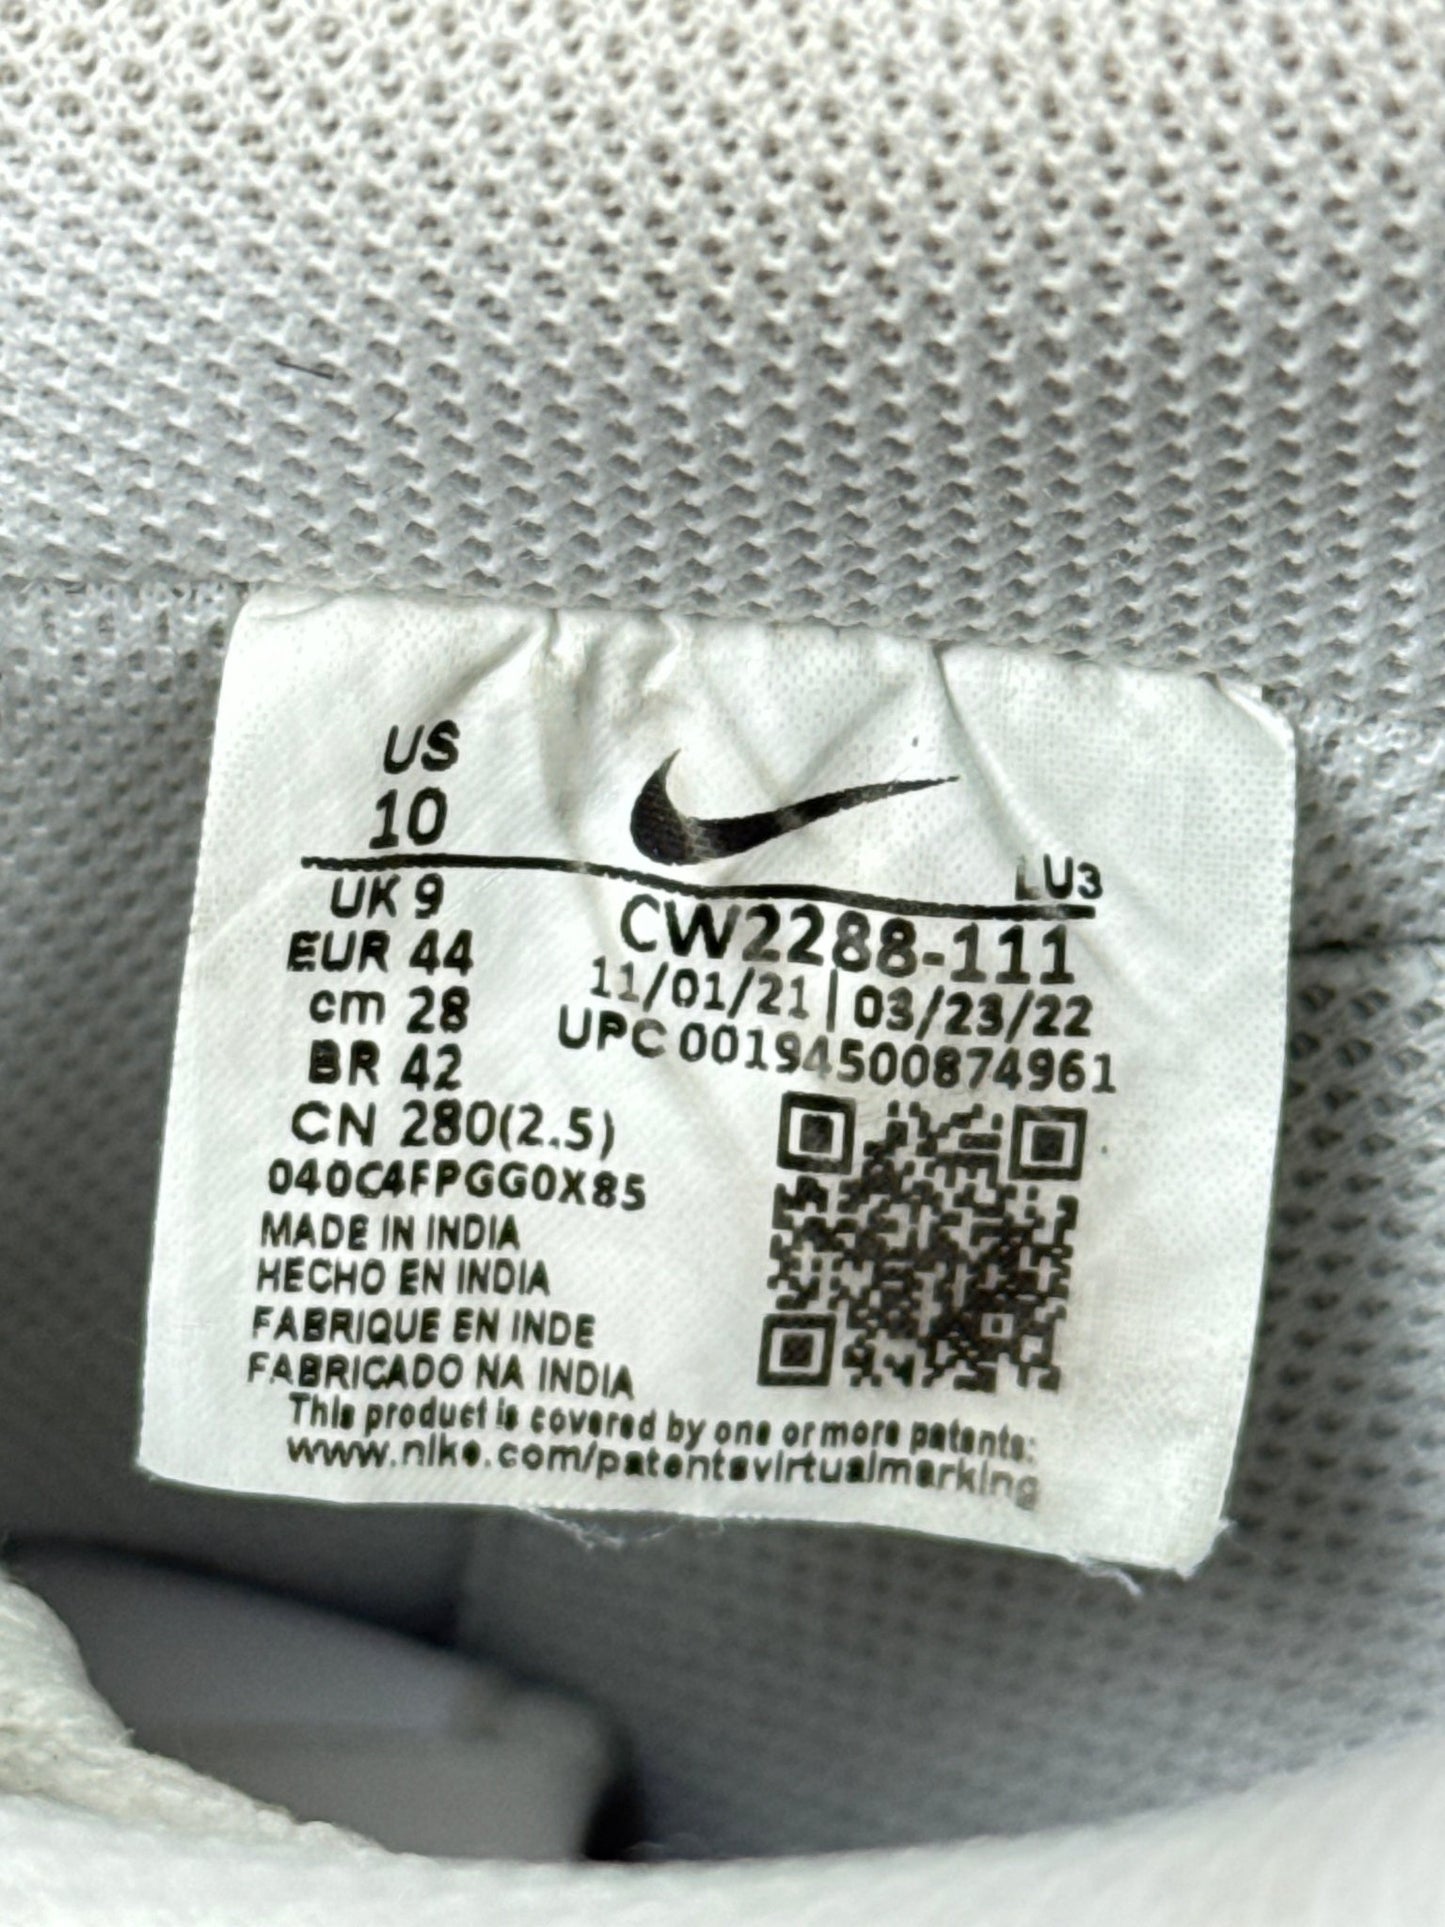 US
10
LU3
UK 9
EUR 44
cm 28
BR 42
CN 280(2.5)
CW2288-111
11/01/21 | 03/23/22
UPC 00194500874961
040C4FPGG0X85
MADE IN INDIA
HECHO EN INDIA
FABRIQUE EN INDE
FABRICADO NA INDIA
This product is covered by one or more patents:
www.nike.com/patentsvirtualmarking